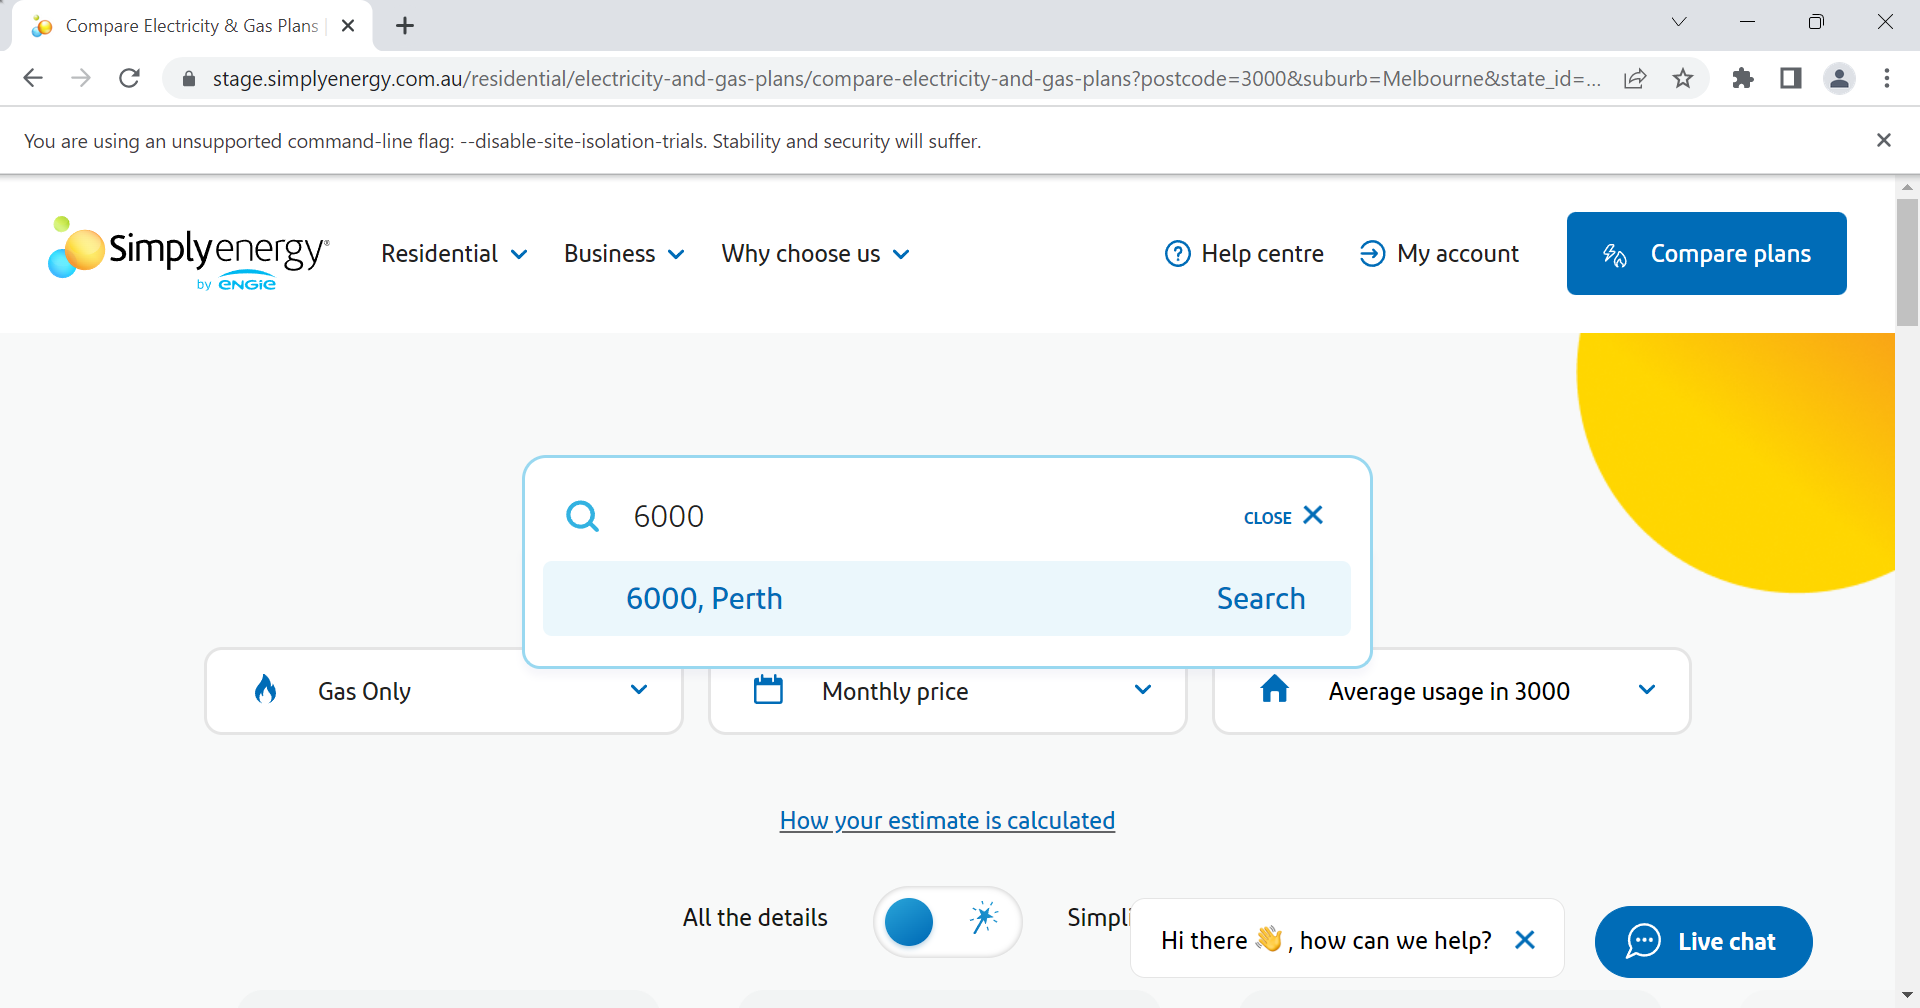 Compare Electricity & Gas Plans
stage.simplyenergy.com.au/residential/electricity-and-gas-plans/compare-electricity-and-gas-plans?postcode=3000&suburb=Melbourne&state_id=...
You are using an unsupported command-line flag: --disable-site-isolation-trials. Stability and security will suffer.
Simplyenergy®
by ENGIE
Residential
Business
Why choose us
Help centre
My account
Compare plans
6000
CLOSE
6000, Perth
Search
Gas Only
Monthly price
Average usage in 3000
How your estimate is calculated
All the details
Simpli
Hi there 👋, how can we help?
Live chat